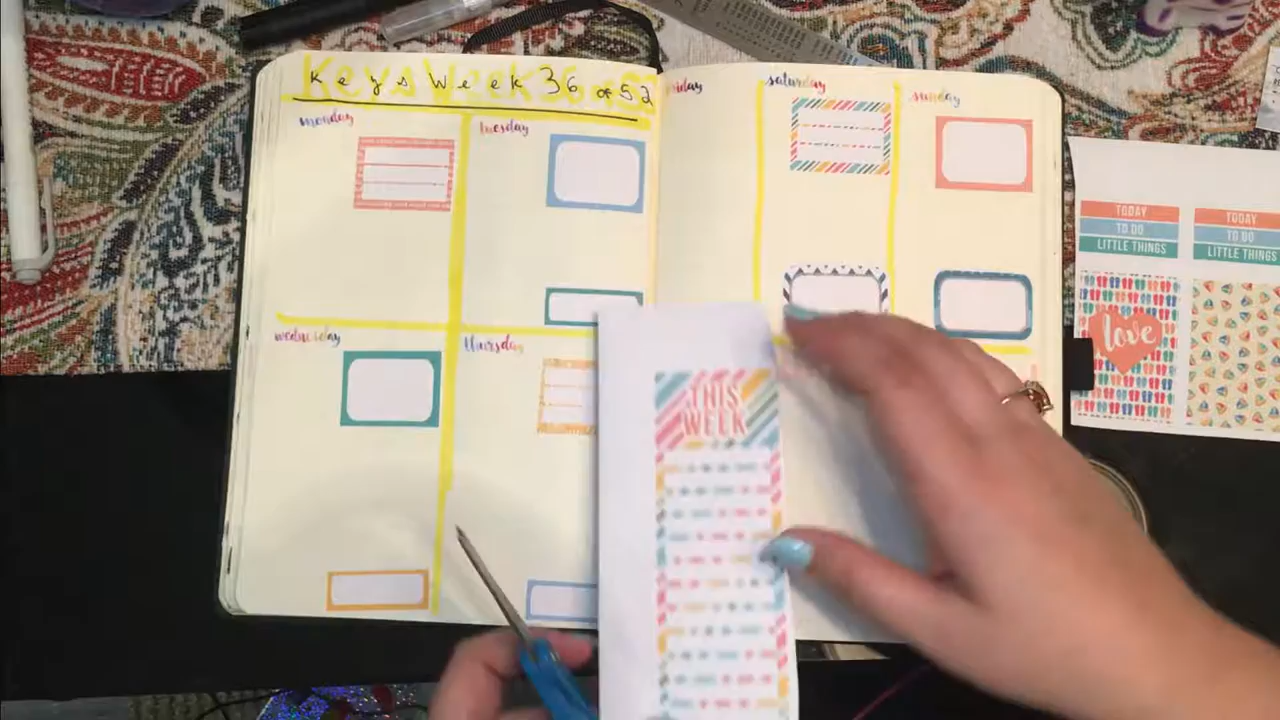 Keys Week 36 of 52
monday
tuesday
wednesday
thursday
friday
saturday
sunday
THIS
WEEK
TODAY
TO DO
LITTLE THINGS
love
TODAY
TO DO
LITTLE THINGS